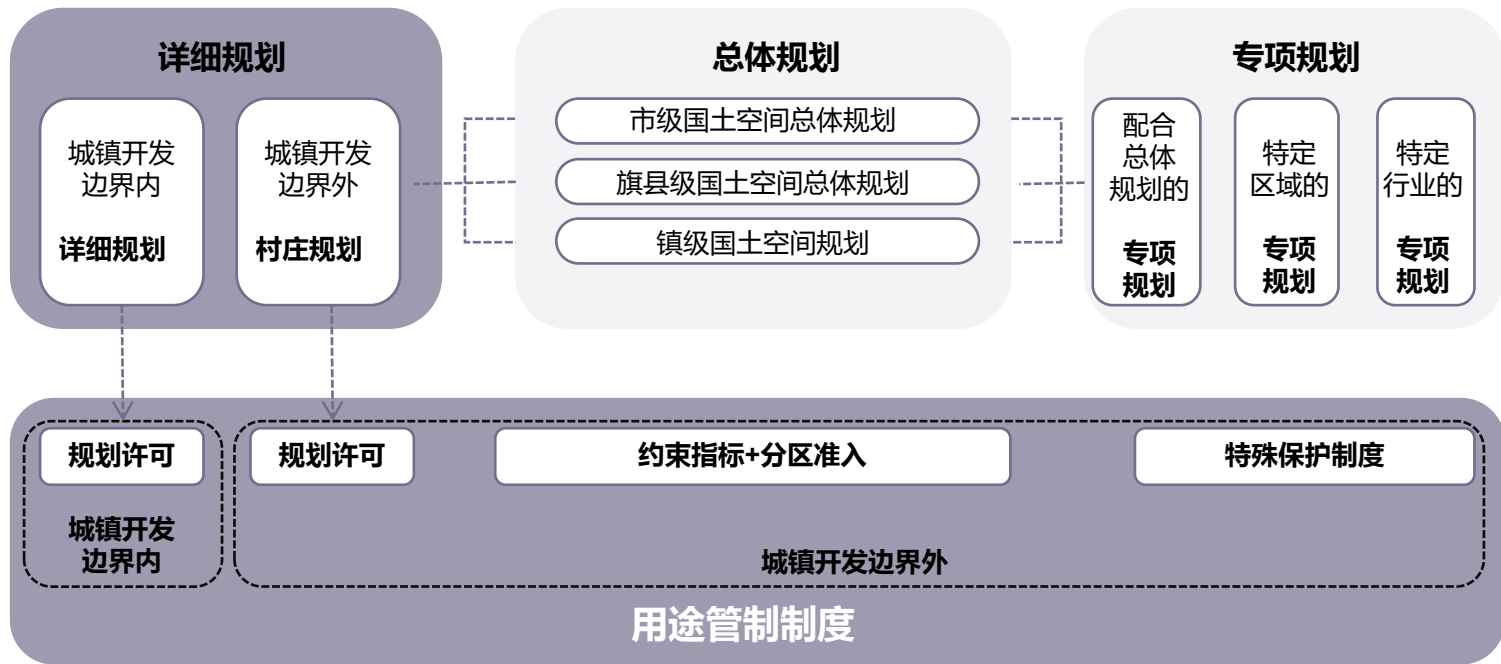 详细规划
城镇开发
边界内
详细规划
城镇开发
边界外
村庄规划
总体规划
市级国土空间总体规划
旗县级国土空间总体规划
镇级国土空间规划
专项规划
配合
总体
规划的
专项
规划
特定
区域的
专项
规划
特定
行业的
专项
规划
规划许可
城镇开发
边界内
规划许可
约束指标+分区准入
特殊保护制度
城镇开发边界外
用途管制制度